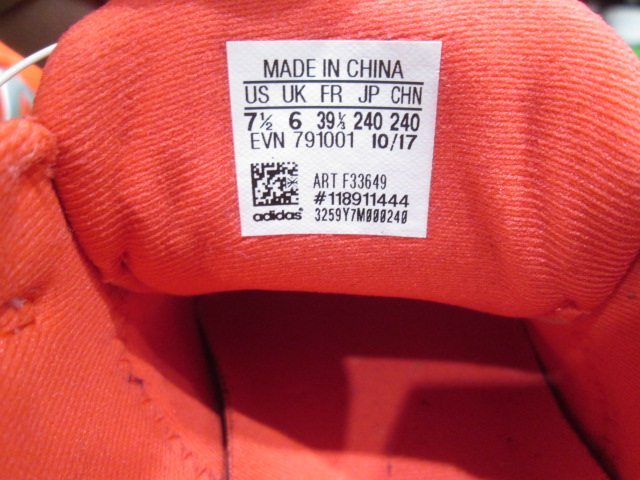 MADE IN CHINA
US UK FR JP CHN
7½ 6 39⅓ 240 240
EVN 791001 10/17
ART F33649
#118911444
adidas 3259Y7M000240